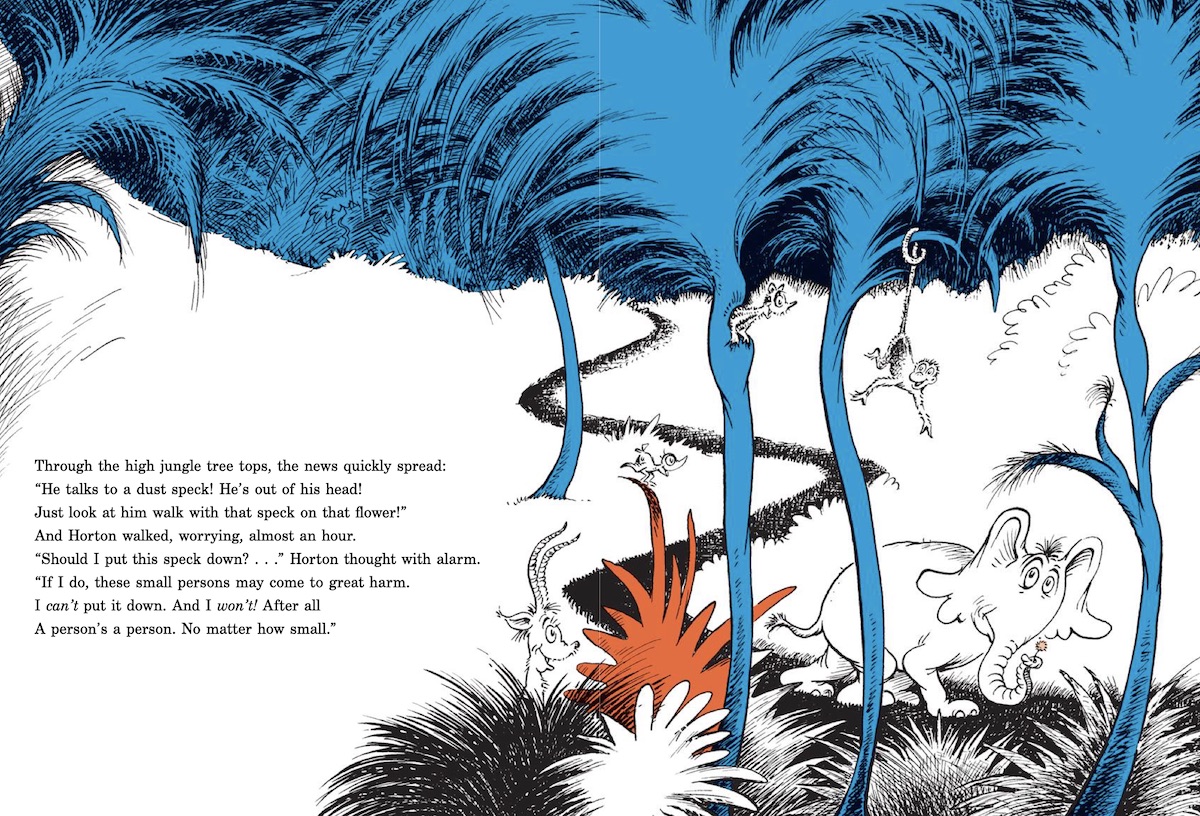 Through the high jungle tree tops, the news quickly spread:
“He talks to a dust speck! He’s out of his head!
Just look at him walk with that speck on that flower!”
And Horton walked, worrying, almost an hour.
“Should I put this speck down? . . .” Horton thought with alarm.
“If I do, these small persons may come to great harm.
I can’t put it down. And I won’t! After all
A person’s a person. No matter how small.”